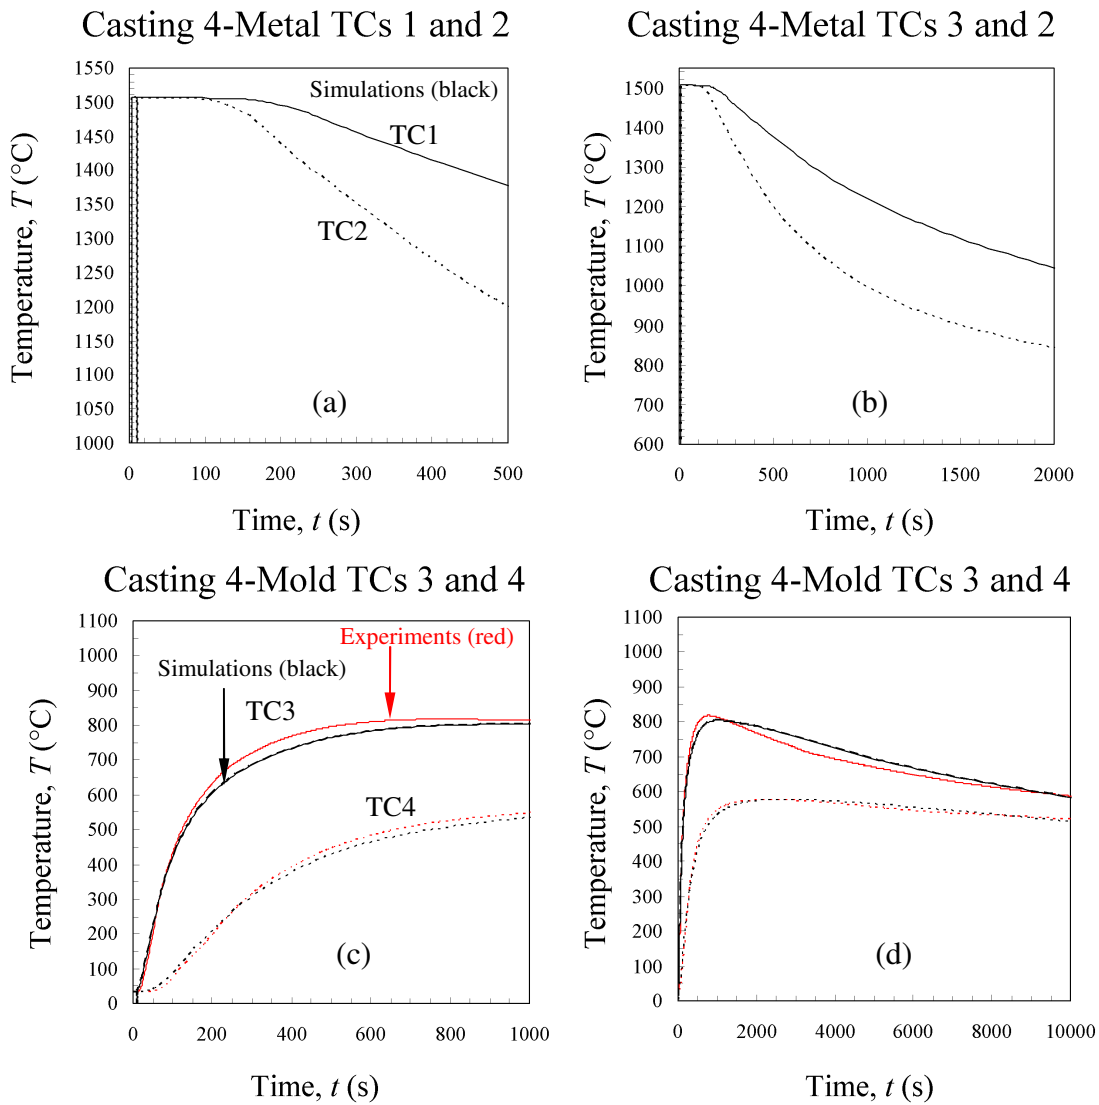 Casting 4-Metal TCs 1 and 2
Casting 4-Metal TCs 3 and 2
1550
1500
1450
1400
1350
1300
1250
1200
1150
1100
1050
1000
Temperature, T (°C)
Simulations (black)
TC1
TC2
(a)
0 100 200 300 400 500
Time, t (s)
1500
1400
1300
1200
1100
1000
900
800
700
600
Temperature, T (°C)
(b)
0 500 1000 1500 2000
Time, t (s)
Casting 4-Mold TCs 3 and 4
Casting 4-Mold TCs 3 and 4
1100
1000
900
800
700
600
500
400
300
200
100
0
Temperature, T (°C)
Experiments (red)
Simulations (black)
TC3
TC4
(c)
0 200 400 600 800 1000
Time, t (s)
1100
1000
900
800
700
600
500
400
300
200
100
0
Temperature, T (°C)
(d)
0 2000 4000 6000 8000 10000
Time, t (s)